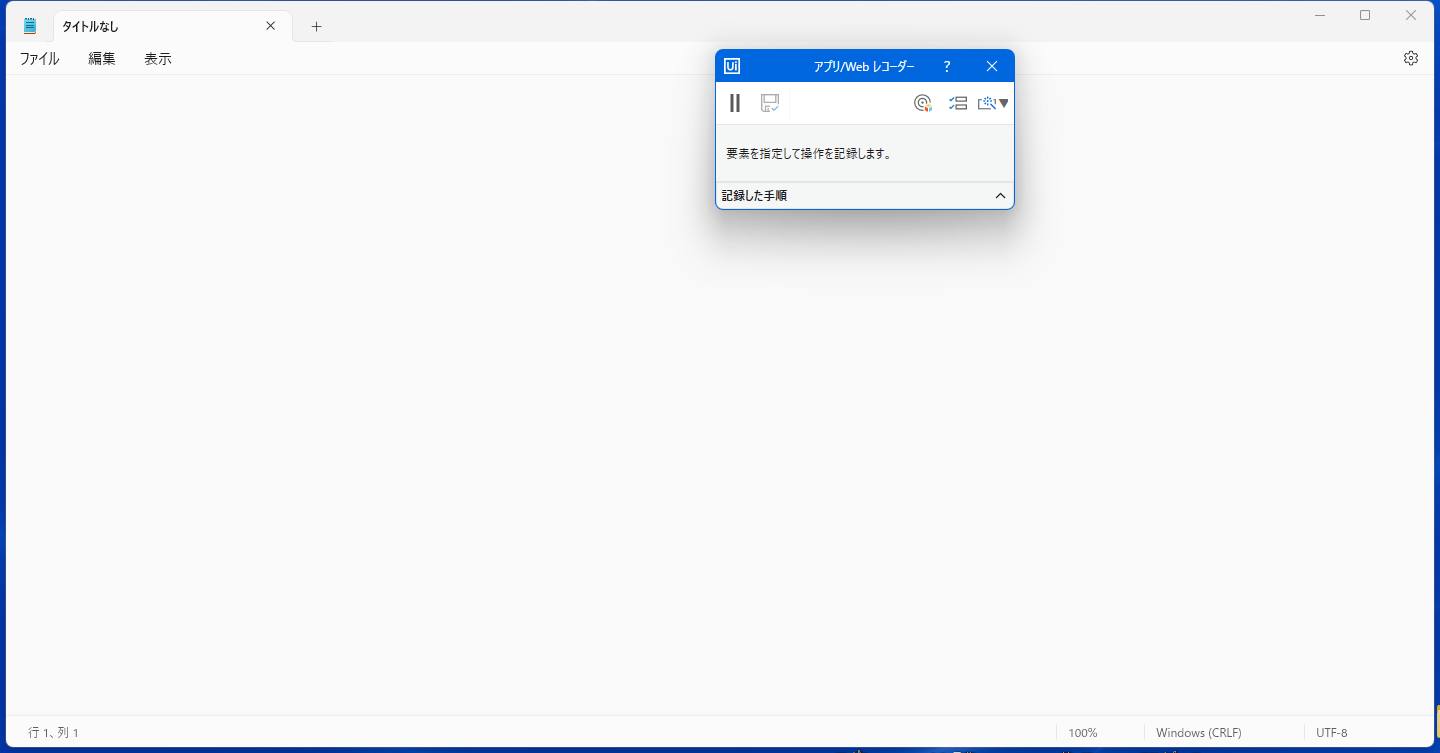 タイトルなし
ファイル 編集 表示
Ui アプリ/Web レコーダー ?
要素を指定して操作を記録します。
記録した手順
行 1、列 1 100% Windows (CRLF) UTF-8